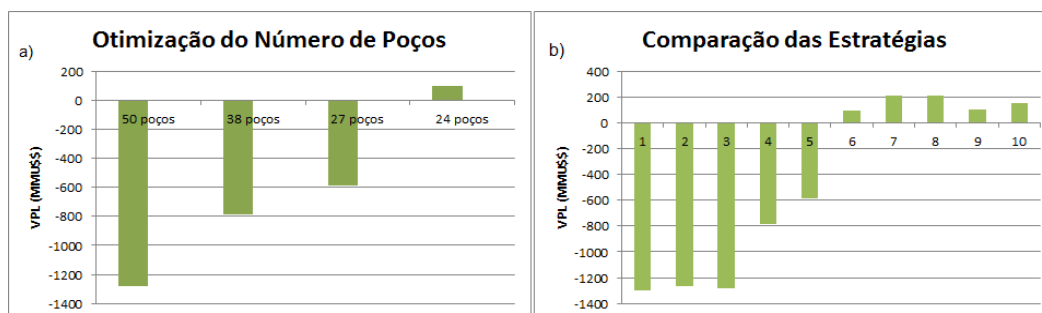 a)
Otimização do Número de Poços
VPL (MMU$$)
200
0
-200
-400
-600
-800
-1000
-1200
-1400
50 poços 38 poços 27 poços 24 poços
b)
Comparação das Estratégias
VPL (MMU$$)
400
200
0
-200
-400
-600
-800
-1000
-1200
-1400
1 2 3 4 5 6 7 8 9 10